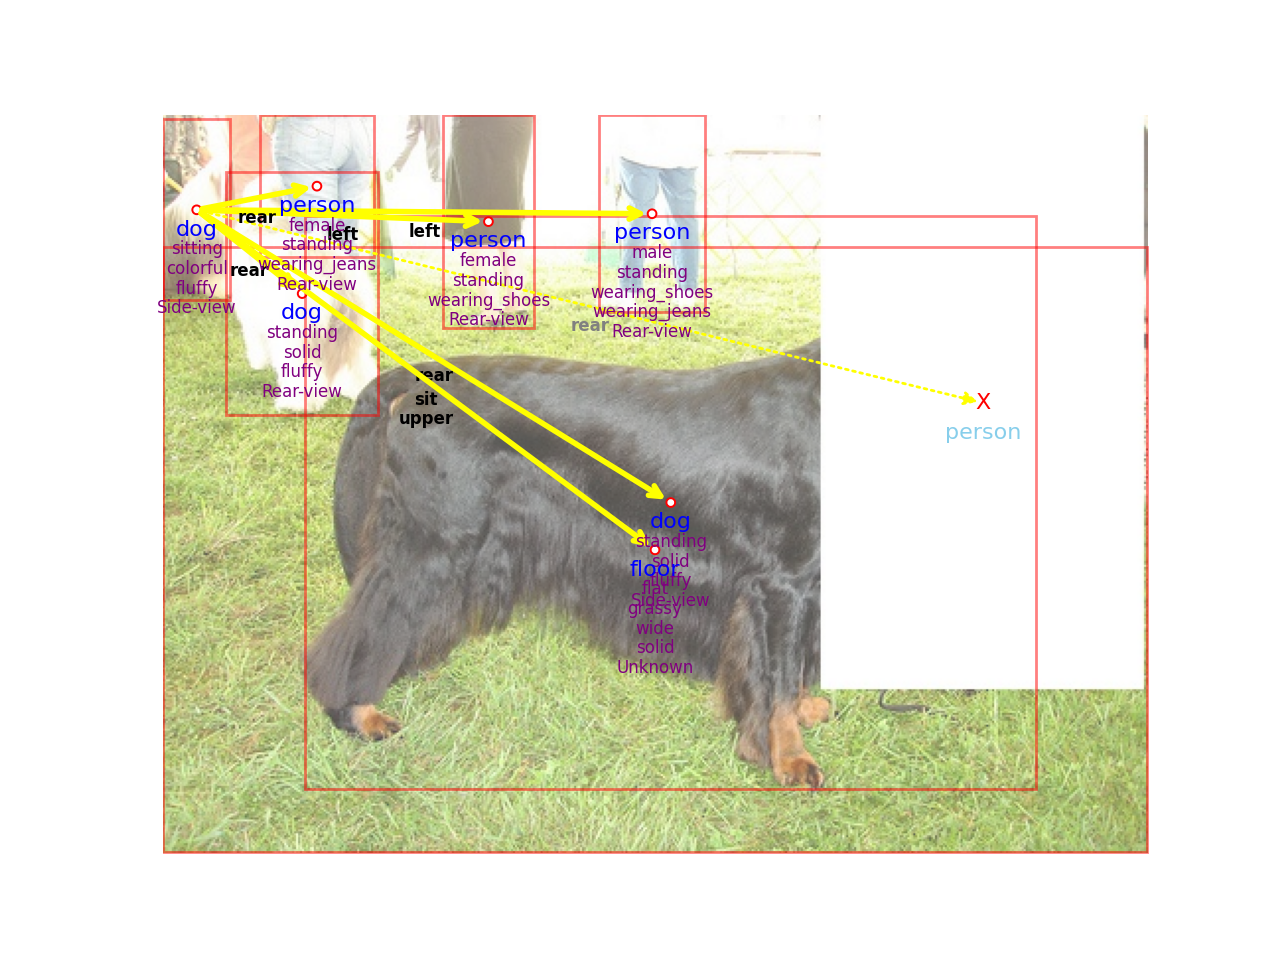 dog
sitting
colorful
fluffy
Side-view
rear
person
female
standing
wearing_jeans
Rear-view
left
left
person
female
standing
wearing_shoes
Rear-view
person
male
standing
wearing_shoes
wearing_jeans
Rear-view
rear
dog
standing
solid
fluffy
Rear-view
rear
rear
sit
upper
person
X
dog
standing
solid
fluffy
Side-view
floor
flat
grassy
wide
solid
Unknown